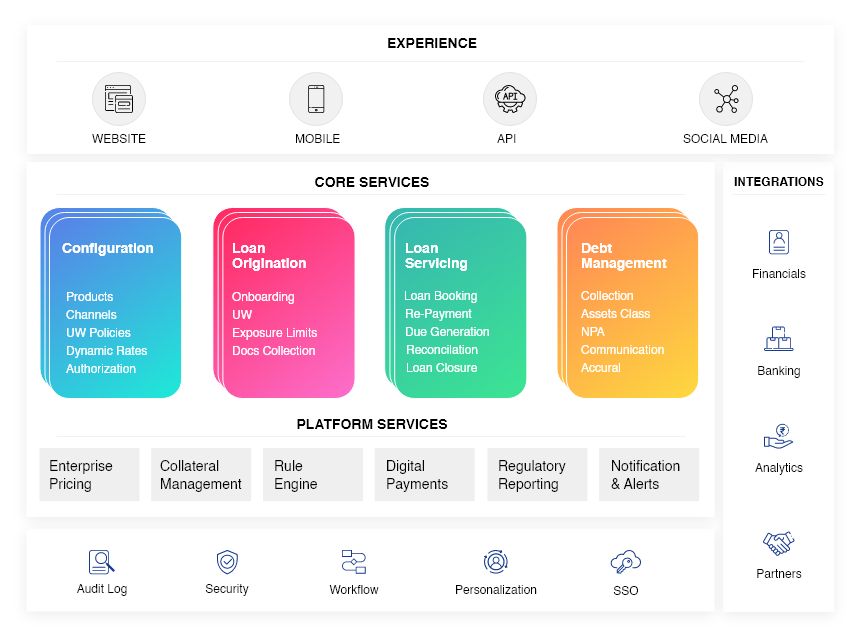 EXPERIENCE
API
WEBSITE
MOBILE
API
SOCIAL MEDIA
CORE SERVICES
Configuration
Products
Channels
UW Policies
Dynamic Rates
Authorization
Loan
Origination
Onboarding
UW
Exposure Limits
Docs Collection
Loan
Servicing
Loan Booking
Re-Payment
Due Generation
Reconcilation
Loan Closure
Debt
Management
Collection
Assets Class
NPA
Communication
Accural
PLATFORM SERVICES
Enterprise
Pricing
Collateral
Management
Rule
Engine
Digital
Payments
Regulatory
Reporting
Notification
& Alerts
Audit Log
Security
Workflow
Personalization
SSO
INTEGRATIONS
Financials
Banking
₹
Analytics
Partners